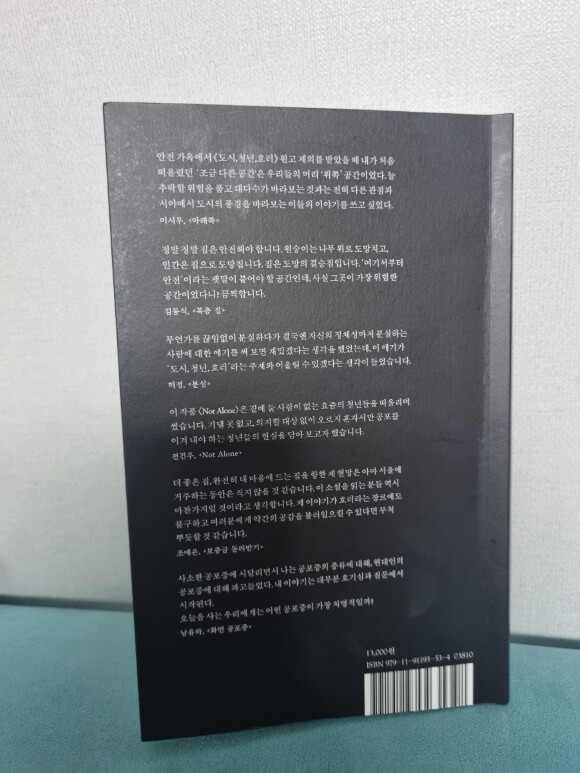 안전가옥에서 《도시, 청년, 호러》 원고 제의를 받았을 때 내가 처음
떠올렸던 '조금 다른 공간'은 우리들의 머리 '위쪽' 공간이었다. 늘
추락할 위험을 품고 대다수가 바라보는 것과는 전혀 다른 관점과
시야에서 도시의 풍경을 바라보는 이들의 이야기를 쓰고 싶었다.
이시우, <아래쪽>
정말 정말 집은 안전해야 합니다. 원숭이는 나무 위로 도망치고,
인간은 집으로 도망칩니다. 집은 도망의 결승점입니다. '여기서부터
안전'이라는 팻말이 붙어야 할 공간인데, 사실 그곳이 가장 위험한
공간이었다니? 끔찍합니다.
김동식, <복층 집>
무언가를 끊임없이 분실하다가 결국엔 자신의 정체성마저 분실하는
사람에 대한 얘기를 써 보면 재밌겠다는 생각을 했었는데, 이 얘기가
'도시, 청년, 호러'라는 주제와 어울릴 수 있겠다는 생각이 들었습니다.
허정, <분실>
이 작품 〈Not Alone〉은 곁에 둘 사람이 없는 요즘의 청년들을 떠올리며
썼습니다. 기댈 곳 없고, 의지할 대상 없이 오로지 혼자서만 공포를
이겨 내야 하는 청년들의 현실을 담아 보고자 했습니다.
전건우, <Not Alone>
더 좋은 집, 완전히 내 마음에 드는 집을 향한 제 열망은 아마 서울에
거주하는 동안은 식지 않을 것 같습니다. 이 소설을 읽는 분들 역시
마찬가지일 것이라고 생각합니다. 제 이야기가 호러라는 장르에도
불구하고 여러분에게 약간의 공감을 불러일으킬 수 있다면 무척
뿌듯할 것 같습니다.
조예은, <보증금 돌려받기>
사소한 공포증에 시달리면서 나는 공포증의 종류에 대해, 현대인의
공포증에 대해 파고들었다. 내 이야기는 대부분 호기심과 질문에서
시작된다.
오늘을 사는 우리에게는 어떤 공포증이 가장 치명적일까?
남유하, <화면 공포증>
13,000원
ISBN 979-11-91193-53-4 03810